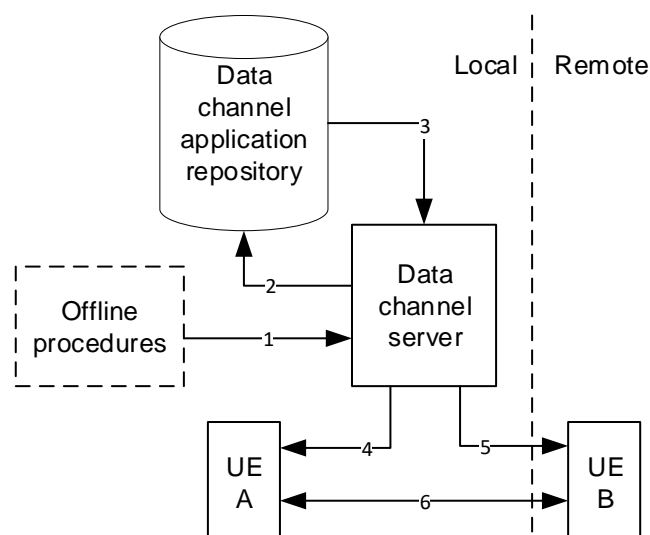 Data
channel
application
repository
Local
Remote
3
2
Data
channel
server
Offline
procedures
1
4
5
UE
A
6
UE
B